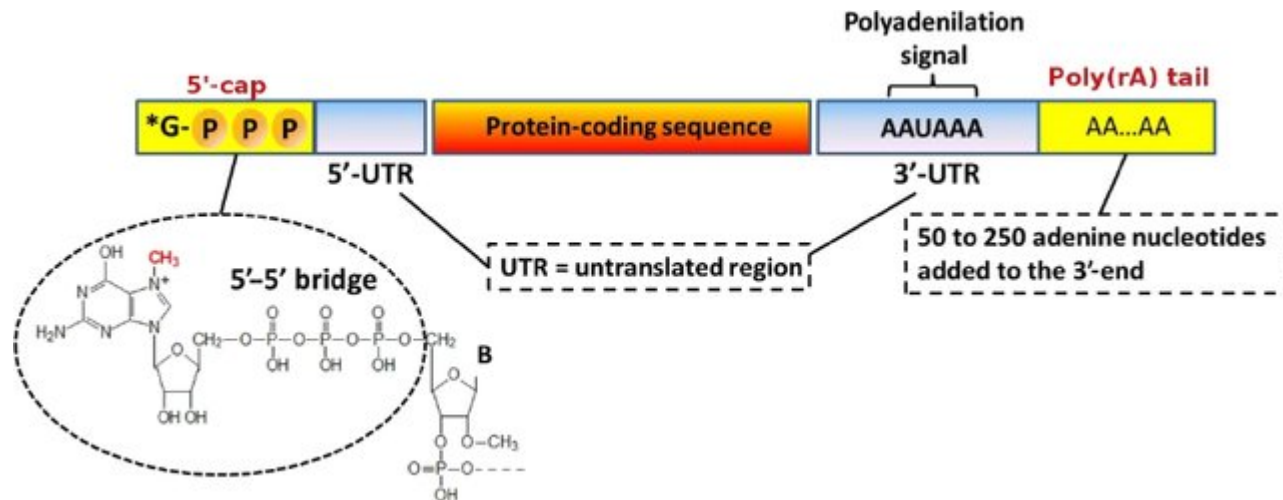 Polyadenilation
signal
5'-cap
Poly(rA) tail
*G- P P P
Protein-coding sequence
AAUAAA
AA...AA
5’-UTR
3’-UTR
UTR = untranslated region
50 to 250 adenine nucleotides
added to the 3’-end
5’–5’ bridge
OH
CH₃
N
N+
H₂N
N
N
O
CH₂–O–P–O–P–O–P–O–CH₂
O
O
O
OH
OH
OH
OH OH
B
O
O
O–CH₃
O=P–O----
OH